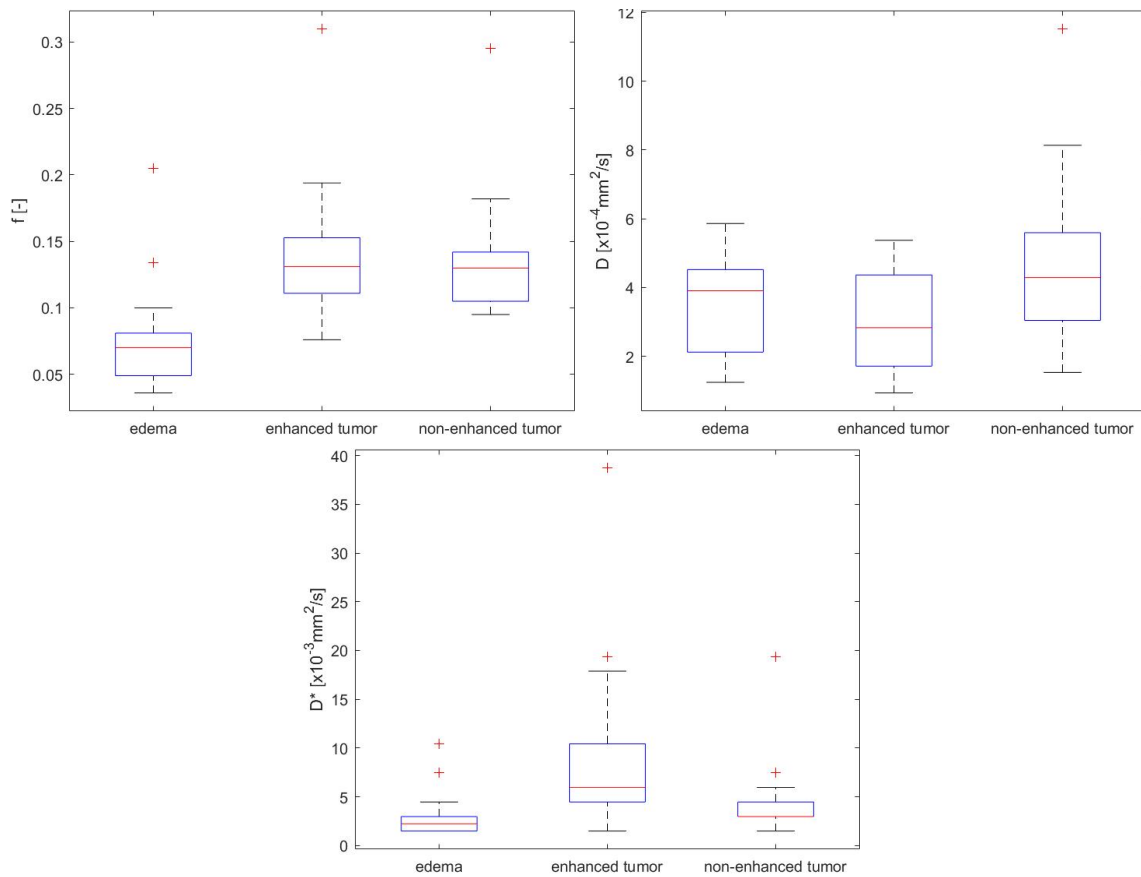 0.3
0.25
0.2
0.15
0.1
0.05
f [-]
edema
enhanced tumor
non-enhanced tumor
12
10
8
6
4
2
D [x10⁻⁴mm²/s]
edema
enhanced tumor
non-enhanced tumor
40
35
30
25
20
15
10
5
0
D* [x10⁻³mm²/s]
edema
enhanced tumor
non-enhanced tumor